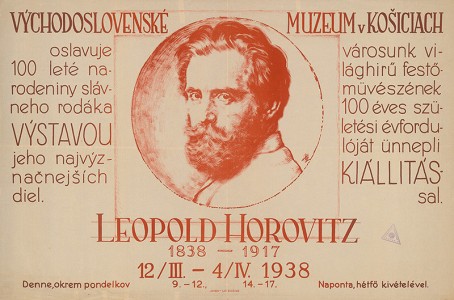 VÝCHODOSLOVENSKÉ MUZEUM v KOŠICIACH
oslavuje
100 leté na-
rodeniny sláv-
neho rodáka
VÝSTAVOU
jeho najvýz-
načnejších
diel.
városunk vi-
lághirű festő-
művészének
100 éves szü-
letési évfordu-
lóját ünnepli
KIÁLLITÁS-
sal.
LEOPOLD HOROVITZ
1838 — 1917
12/III. — 4/IV. 1938
Denne, okrem pondelkov 9. - 12., 14. - 17. Naponta, hétfő kivételével.